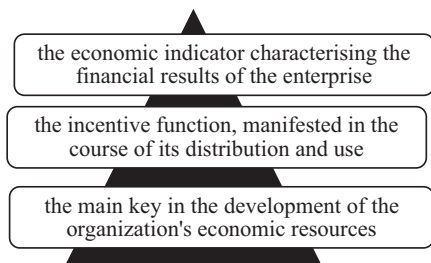 the economic indicator characterising the
financial results of the enterprise
the incentive function, manifested in the
course of its distribution and use
the main key in the development of the
organization's economic resources